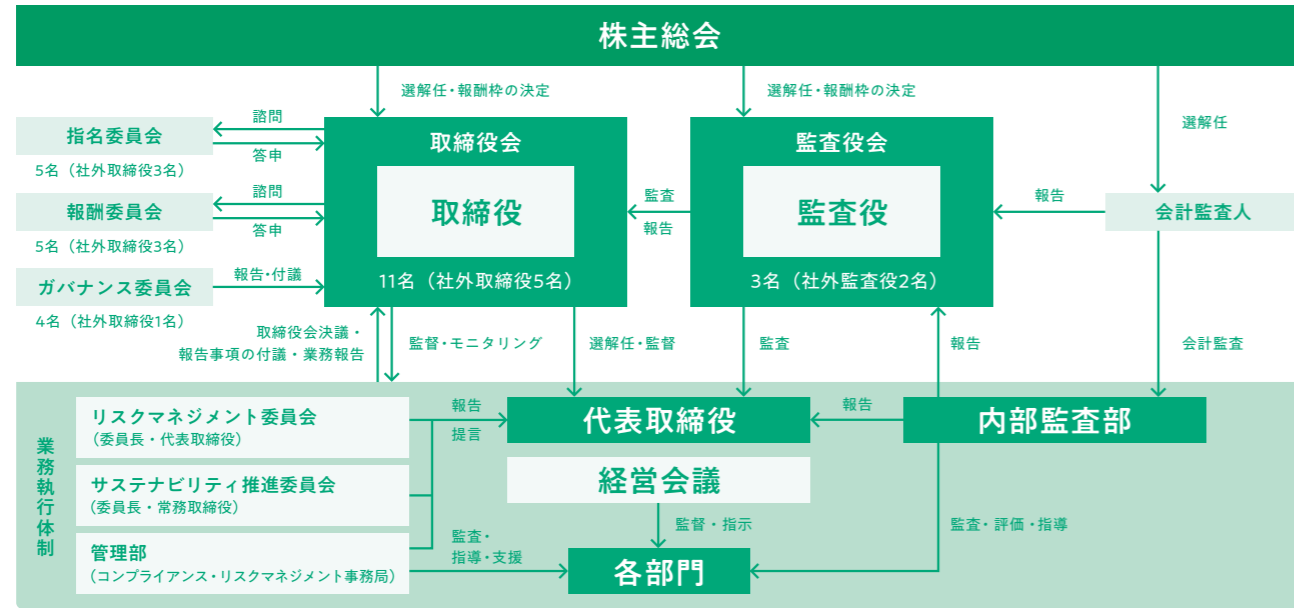 株主総会
選解任・報酬枠の決定
選解任・報酬枠の決定
選解任
指名委員会
5名（社外取締役3名）
諮問
答申
報酬委員会
5名（社外取締役3名）
諮問
答申
ガバナンス委員会
4名（社外取締役1名）
報告・付議
取締役会
取締役
11名（社外取締役5名）
監査
報告
監査役会
監査役
3名（社外監査役2名）
報告
会計監査人
取締役会決議・
報告事項の付議・業務報告
監督・モニタリング
選解任・監督
監査
報告
会計監査
業務執行体制
リスクマネジメント委員会
（委員長・代表取締役）
サステナビリティ推進委員会
（委員長・常務取締役）
管理部
（コンプライアンス・リスクマネジメント事務局）
報告
提言
監査・
指導・支援
代表取締役
報告
内部監査部
経営会議
監督・指示
監査・評価・指導
各部門